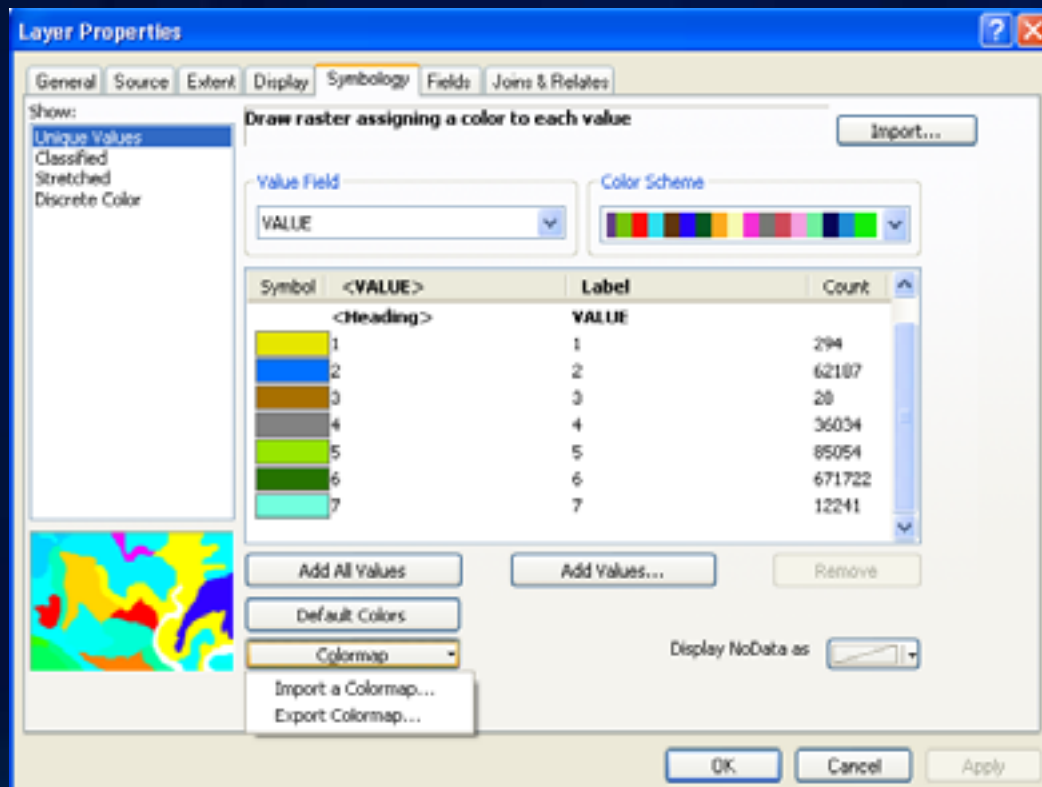 Layer Properties
General Source Extent Display Symbology Fields Joins & Relates
Show:
Unique Values
Classified
Stretched
Discrete Color
Draw raster assigning a color to each value
Import...
Value Field
VALUE
Color Scheme
Symbol <VALUE> Label Count
<Heading> VALUE
1 1 294
2 2 62187
3 3 28
4 4 36034
5 5 85054
6 6 671722
7 7 12241
Add All Values Add Values... Remove
Default Colors
Colormap
Display NoData as
Import a Colormap...
Export Colormap...
OK Cancel Apply